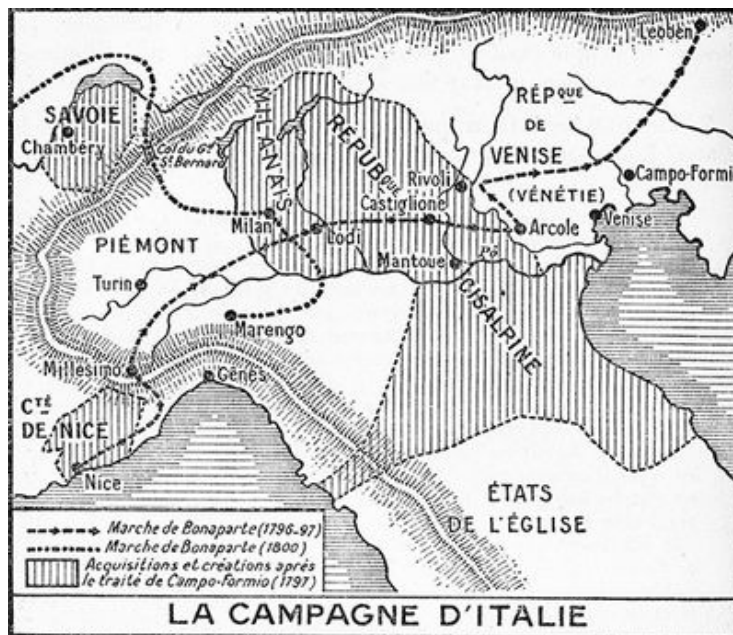 Leoben
SAVOIE
Chambéry
Col du Gd
St Bernard
MILANAIS
RÉPUBque
CISALPINE
RÉPque
DE
VENISE
(VÉNÉTIE)
Rivoli
Castiglione
Campo-Formio
Milan
Lodi
Arcole
Venise
PIÉMONT
Mantoue
Pô
Turin
Marengo
Millesimo
Gênes
CTÉ
DE NICE
Nice
ÉTATS
DE L'ÉGLISE
Marche de Bonaparte (1796-97)
Marche de Bonaparte (1800)
Acquisitions et créations après
le traité de Campo-Formio (1797)
LA CAMPAGNE D'ITALIE